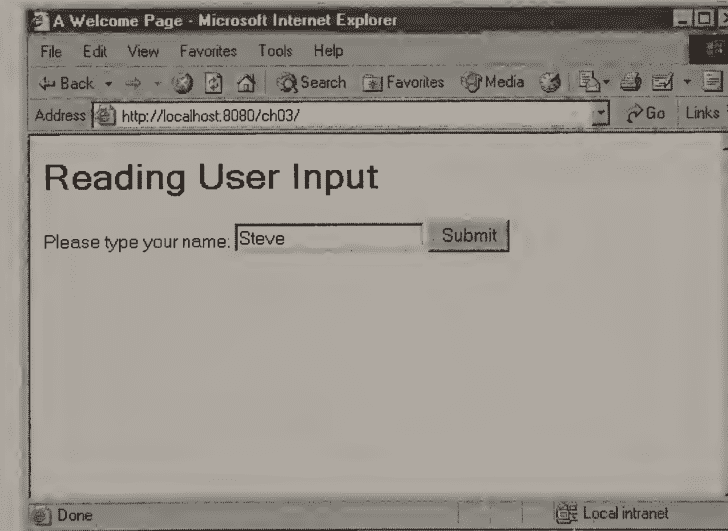 A Welcome Page - Microsoft Internet Explorer
File Edit View Favorites Tools Help
Back Search Favorites Media
Address http://localhost:8080/ch03/ Go Links
Reading User Input
Please type your name: Steve Submit
Done Local intranet